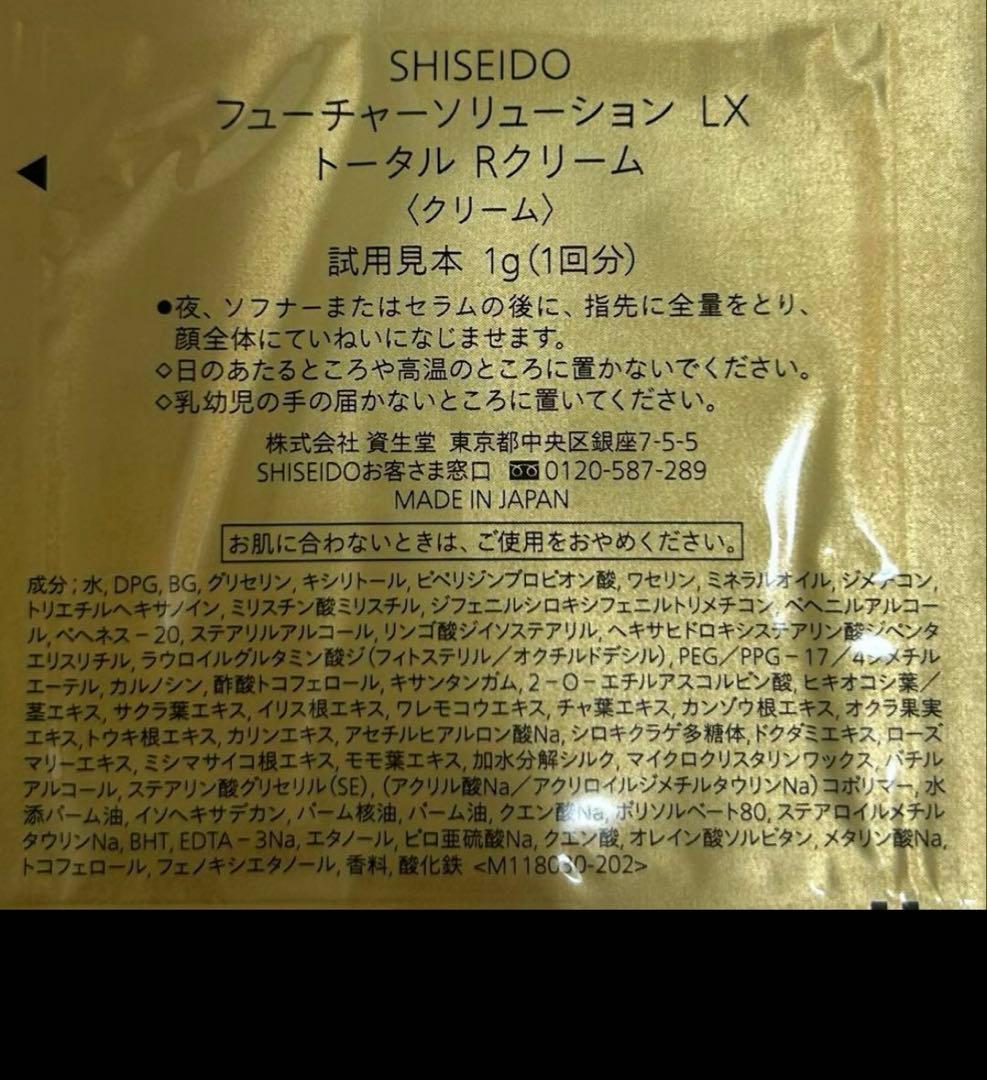 SHISEIDO
フューチャーソリューション LX
トータル Rクリーム
〈クリーム〉
試用見本 1g(1回分)
●夜、ソフナーまたはセラムの後に、指先に全量をとり、
顔全体にていねいになじませます。
◇日のあたるところや高温のところに置かないでください。
◇乳幼児の手の届かないところに置いてください。
株式会社 資生堂 東京都中央区銀座7-5-5
SHISEIDOお客さま窓口 0120-587-289
MADE IN JAPAN
お肌に合わないときは、ご使用をおやめください。
成分;水, DPG, BG, グリセリン, キシリトール, ピペリジンプロピオン酸, ワセリン, ミネラルオイル, ジメチコン,
トリエチルヘキサノイン, ミリスチン酸ミリスチル, ジフェニルシロキシフェニルトリメチコン, ベヘニルアルコー
ル, ベヘネス-20, ステアリルアルコール, リンゴ酸ジイソステアリル, ヘキサヒドロキシステアリン酸ジペンタ
エリスリチル, ラウロイルグルタミン酸ジ(フィトステリル/オクチルドデシル), PEG/PPG-17/4ジメチル
エーテル, カルノシン, 酢酸トコフェロール, キサンタンガム, 2-O-エチルアスコルビン酸, ヒキオコシ葉/
茎エキス, サクラ葉エキス, イリス根エキス, ワレモコウエキス, チャ葉エキス, カンゾウ根エキス, オクラ果実
エキス, トウキ根エキス, カリンエキス, アセチルヒアルロン酸Na, シロキクラゲ多糖体, ドクダミエキス, ローズ
マリーエキス, ミシマサイコ根エキス, モモ葉エキス, 加水分解シルク, マイクロクリスタリンワックス, バチル
アルコール, ステアリン酸グリセリル(SE), (アクリル酸Na/アクリロイルジメチルタウリンNa)コポリマー, 水
添パーム油, イソヘキサデカン, パーム核油, パーム油, クエン酸Na, ポリソルベート80, ステアロイルメチル
タウリンNa, BHT, EDTA-3Na, エタノール, ピロ亜硫酸Na, クエン酸, オレイン酸ソルビタン, メタリン酸Na,
トコフェロール, フェノキシエタノール, 香料, 酸化鉄 <M118030-202>